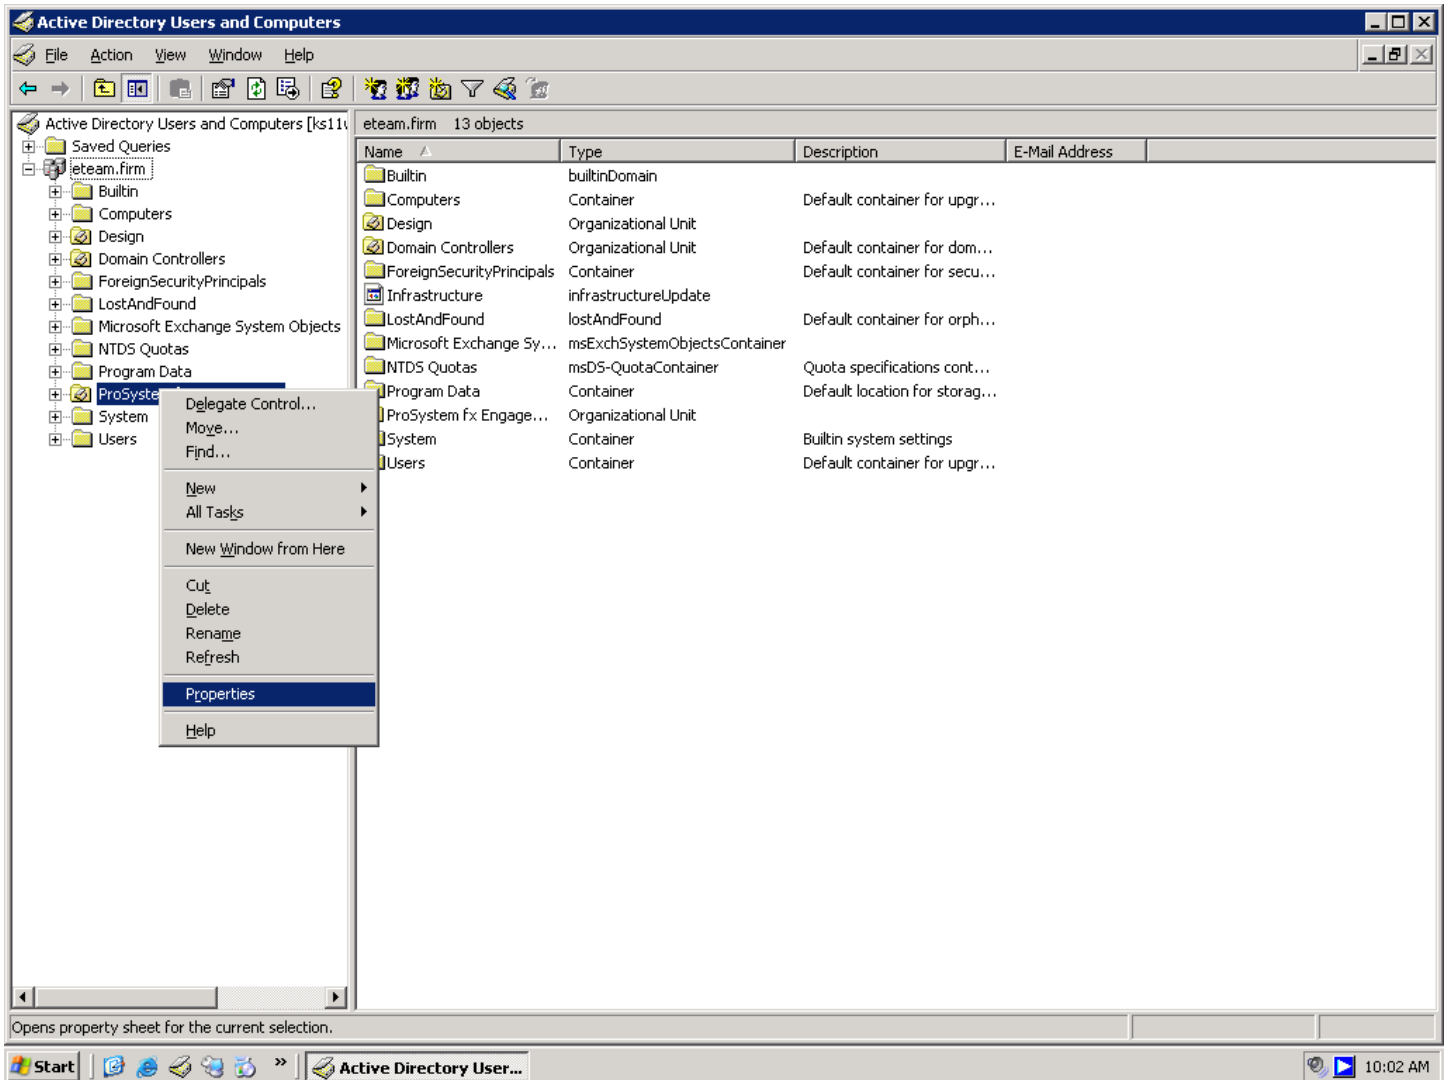 Active Directory Users and Computers
File Action View Window Help
Active Directory Users and Computers [ks11
Saved Queries
eteam.firm
Builtin
Computers
Design
Domain Controllers
ForeignSecurityPrincipals
LostAndFound
Microsoft Exchange System Objects
NTDS Quotas
Program Data
ProSyste
System
Users
Delegate Control...
Move...
Find...
New
All Tasks
New Window from Here
Cut
Delete
Rename
Refresh
Properties
Help
eteam.firm 13 objects
Name Type Description E-Mail Address
Builtin builtinDomain
Computers Container Default container for upgr...
Design Organizational Unit
Domain Controllers Organizational Unit Default container for dom...
ForeignSecurityPrincipals Container Default container for secu...
Infrastructure infrastructureUpdate
LostAndFound lostAndFound Default container for orph...
Microsoft Exchange Sy... msExchSystemObjectsContainer
NTDS Quotas msDS-QuotaContainer Quota specifications cont...
Program Data Container Default location for storag...
ProSystem fx Engage... Organizational Unit
System Container Builtin system settings
Users Container Default container for upgr...
Opens property sheet for the current selection.
Start » Active Directory User... 10:02 AM